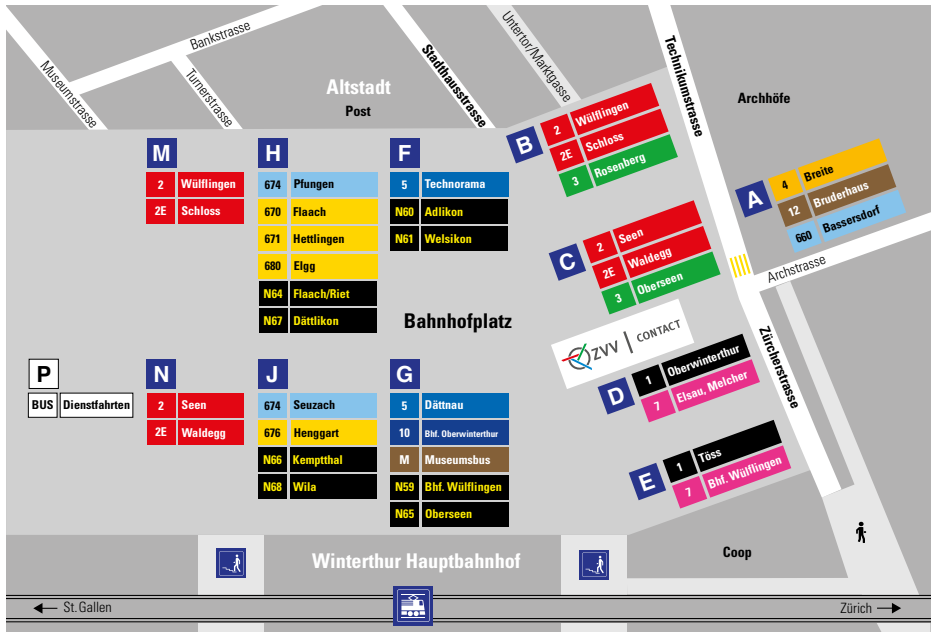 Bankstrasse
Museumstrasse
Turnerstrasse
Stadthausstrasse
Untertor/Marktgasse
Technikumstrasse
Altstadt
Post
Archhöfe
M
2 Wülflingen
2E Schloss
H
674 Pfungen
670 Flaach
671 Hettlingen
680 Elgg
N64 Flaach/Riet
N67 Dättlikon
F
5 Technorama
N60 Adlikon
N61 Welsikon
B
2 Wülflingen
2E Schloss
3 Rosenberg
A
4 Breite
12 Bruderhaus
660 Bassersdorf
C
2 Seen
2E Waldegg
3 Oberseen
Archstrasse
Bahnhofplatz
ZVV | CONTACT
Zürcherstrasse
P
BUS Dienstfahrten
N
2 Seen
2E Waldegg
J
674 Seuzach
676 Henggart
N66 Kemptthal
N68 Wila
G
5 Dättnau
10 Bhf. Oberwinterthur
M Museumsbus
N59 Bhf. Wülflingen
N65 Oberseen
D
1 Oberwinterthur
7 Elsau, Melcher
E
1 Töss
7 Bhf. Wülflingen
Winterthur Hauptbahnhof
Coop
St. Gallen
Zürich